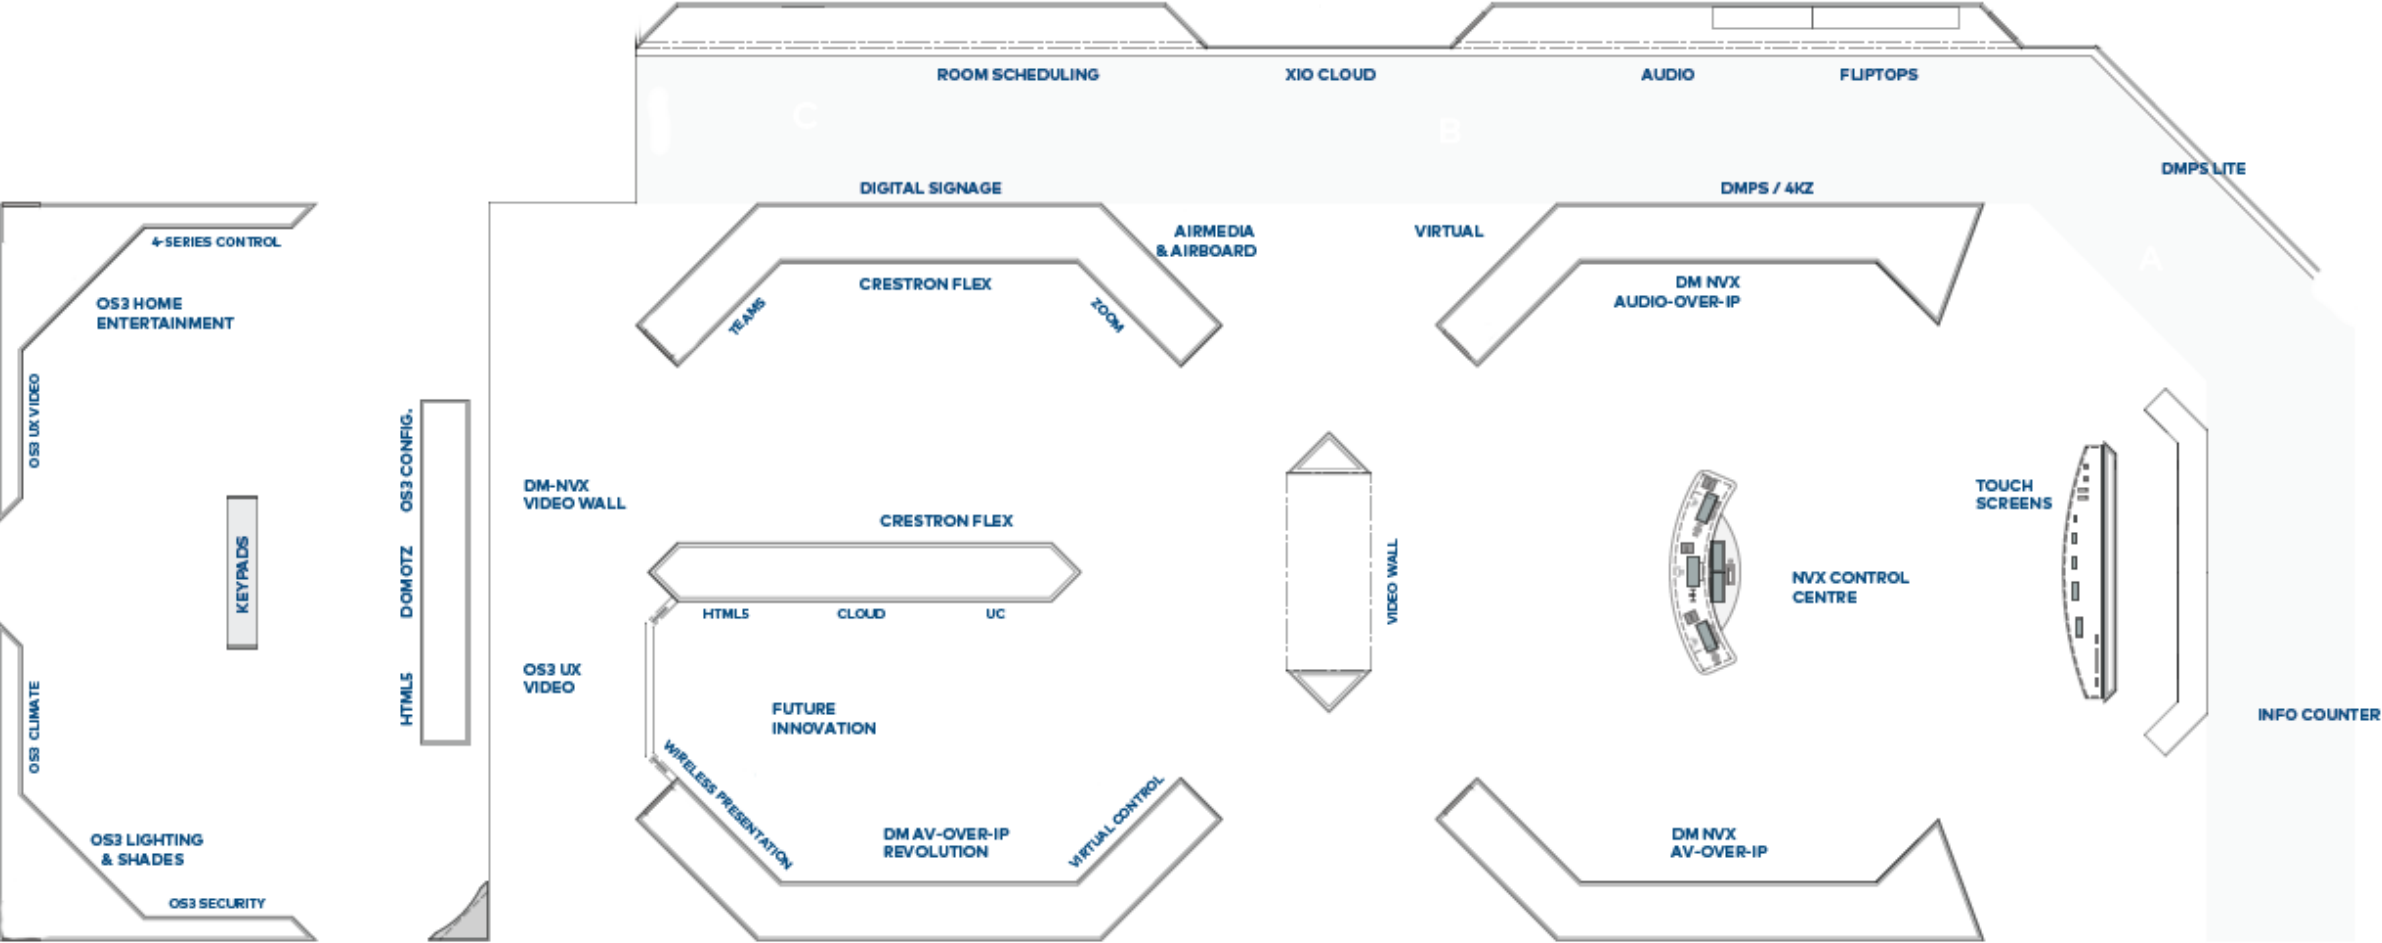 ROOM SCHEDULING
XIO CLOUD
AUDIO
FLIPTOPS
C
B
DMPS LITE
DIGITAL SIGNAGE
DMPS / 4KZ
4-SERIES CONTROL
AIRMEDIA
& AIRBOARD
VIRTUAL
A
OS3 HOME
ENTERTAINMENT
CRESTRON FLEX
TEAMS
ZOOM
DM NVX
AUDIO-OVER-IP
OS3 UX VIDEO
OS3 CONFIG.
DOMOTZ
HTML5
KEYPADS
DM-NVX
VIDEO WALL
CRESTRON FLEX
HTML5
CLOUD
UC
VIDEO WALL
TOUCH
SCREENS
NVX CONTROL
CENTRE
OS3 UX
VIDEO
OS3 CLIMATE
FUTURE
INNOVATION
INFO COUNTER
WIRELESS PRESENTATION
DM AV-OVER-IP
REVOLUTION
VIRTUAL CONTROL
DM NVX
AV-OVER-IP
OS3 LIGHTING
& SHADES
OS3 SECURITY